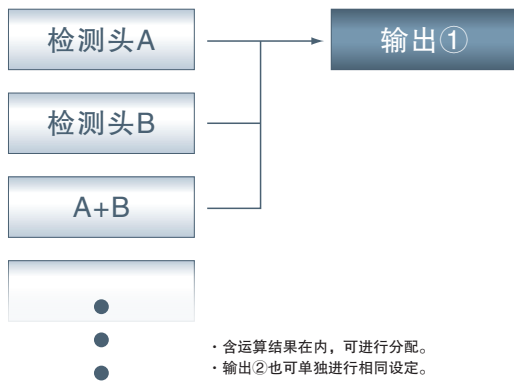 检测头A
输出①
检测头B
A+B
・含运算结果在内，可进行分配。
・输出②也可单独进行相同设定。